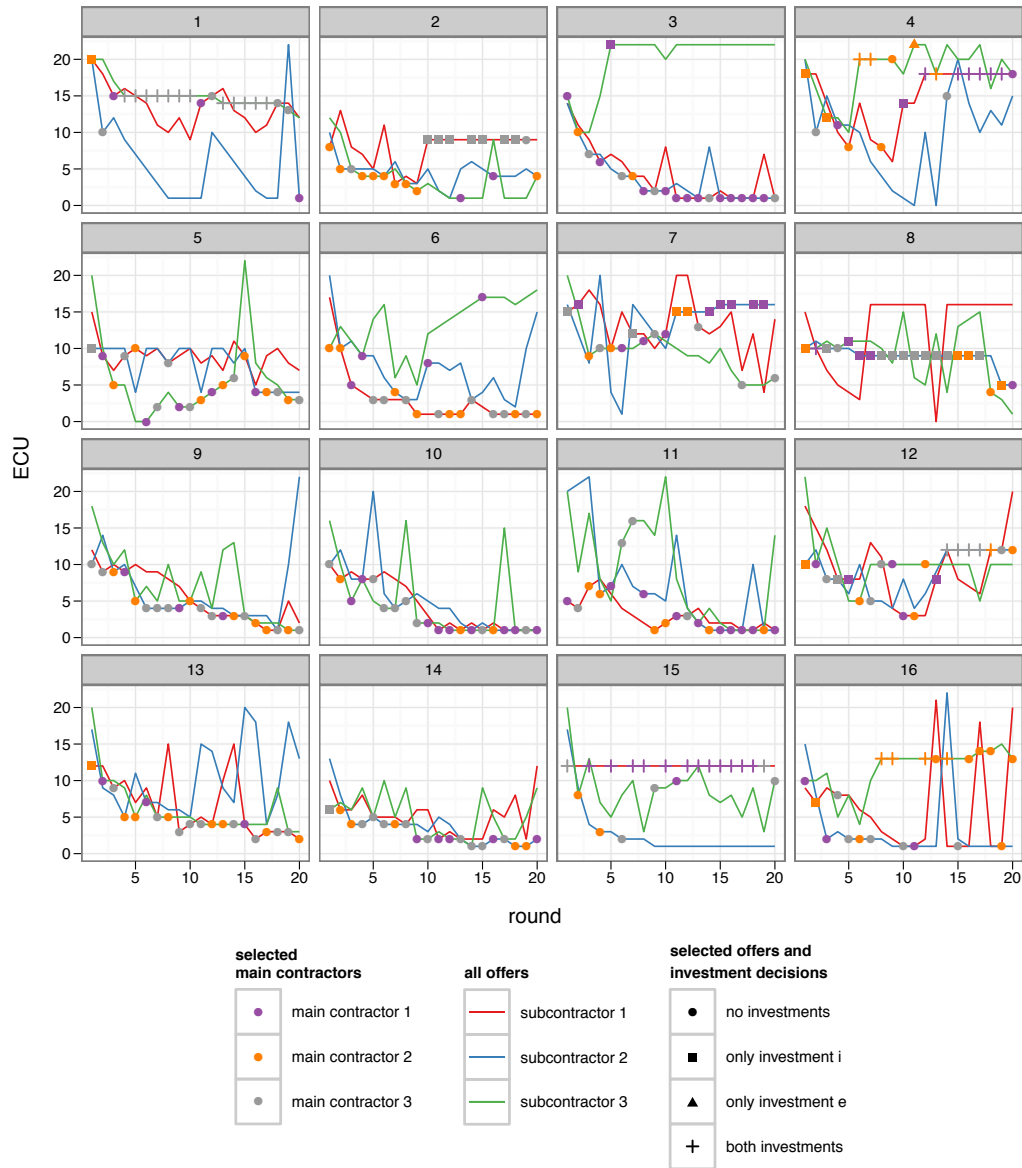 1 2 3 4
20
15
10
5
0
5 6 7 8
20
15
10
5
0
ECU
9 10 11 12
20
15
10
5
0
13 14 15 16
20
15
10
5
0
5 10 15 20 5 10 15 20 5 10 15 20 5 10 15 20
round
selected
main contractors
main contractor 1
main contractor 2
main contractor 3
all offers
subcontractor 1
subcontractor 2
subcontractor 3
selected offers and
investment decisions
no investments
only investment i
only investment e
both investments